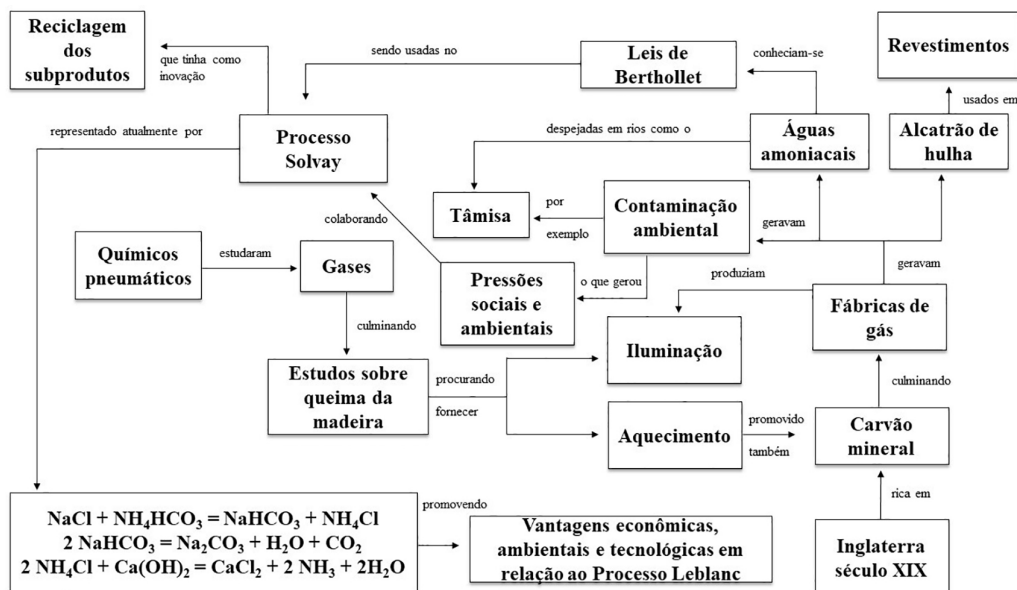 Reciclagem
dos
subprodutos
que tinha como
inovação
sendo usadas no
Leis de
Berthollet
conheciam-se
Revestimentos
usados em
representado atualmente por
Processo
Solvay
despejadas em rios como o
Águas
amoniacais
Alcatrão de
hulha
colaborando
Tâmisa
por
exemplo
Contaminação
ambiental
geravam
geravam
Químicos
pneumáticos
estudaram
Gases
Pressões
sociais e
ambientais
o que gerou
produziam
Fábricas de
gás
culminando
Iluminação
culminando
Estudos sobre
queima da
madeira
procurando
fornecer
Aquecimento
promovido
também
Carvão
mineral
rica em
Inglaterra
século XIX
NaCl + NH₄HCO₃ = NaHCO₃ + NH₄Cl
2 NaHCO₃ = Na₂CO₃ + H₂O + CO₂
2 NH₄Cl + Ca(OH)₂ = CaCl₂ + 2 NH₃ + 2H₂O
promovendo
Vantagens econômicas,
ambientais e tecnológicas em
relação ao Processo Leblanc